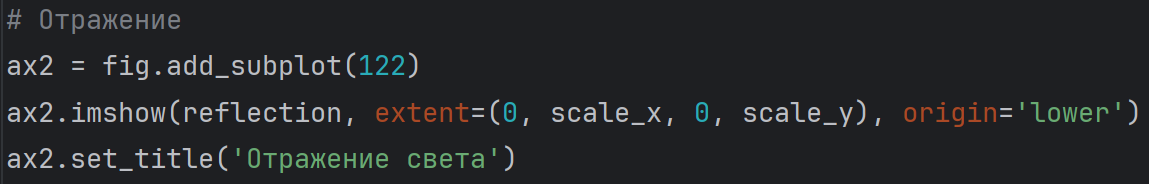 # Отражение
ax2 = fig.add_subplot(122)
ax2.imshow(reflection, extent=(0, scale_x, 0, scale_y), origin='lower')
ax2.set_title('Отражение света')